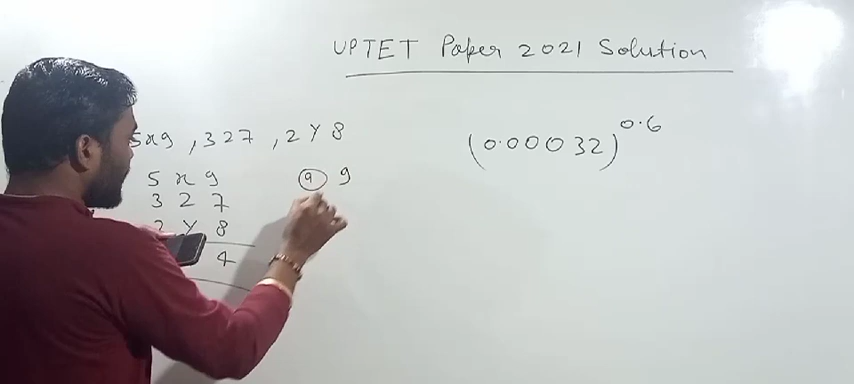 UPTET Paper 2021 Solution
5x9 , 327 , 2Y8
(0.00032)^0.6
5 x 9
3 2 7
2 Y 8
4
a 9